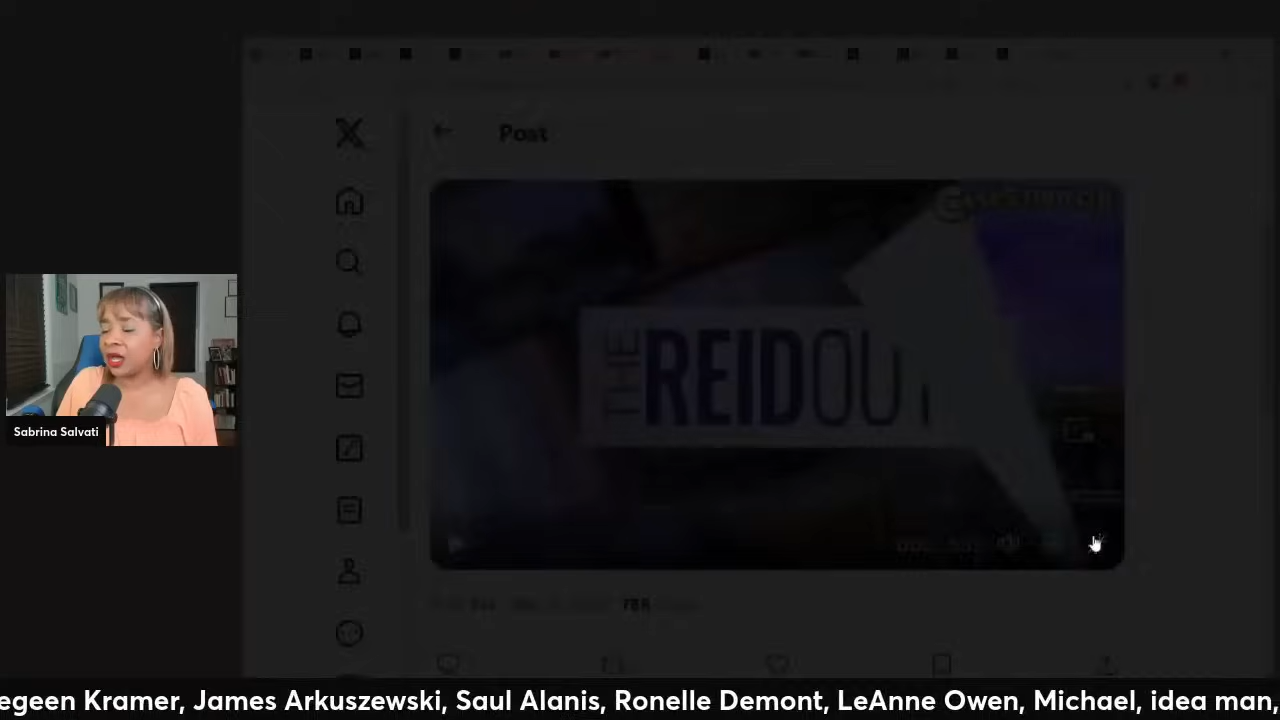 Post
THE REIDOUT
Sabrina Salvati
egeen Kramer, James Arkuszewski, Saul Alanis, Ronelle Demont, LeAnne Owen, Michael, idea man,